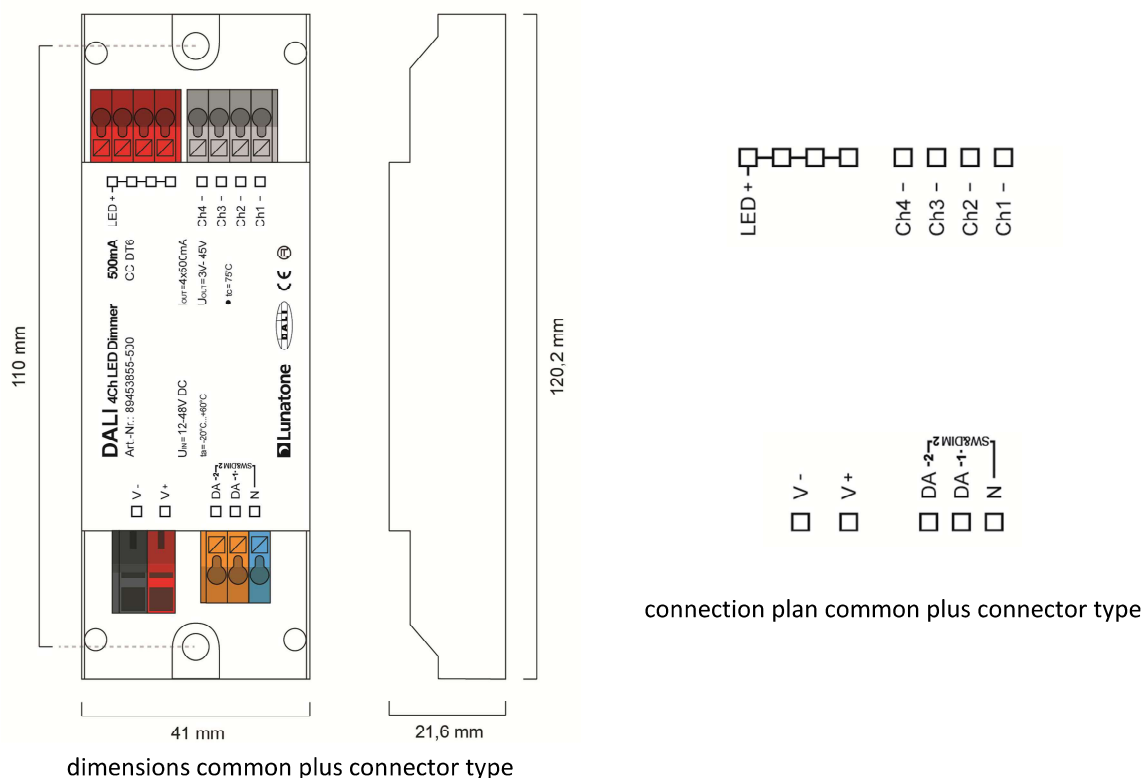 LED +
Ch4 -
Ch3 -
Ch2 -
Ch1 -
DALI 4Ch LED Dimmer 500mA
Art.-Nr.: 89453855-500 CC DT6
UIN= 12-48V DC
IOUT=4x500mA
UOUT=3V- 45V
ta= -20°C...+60°C
tc= 75°C
Lunatone
DALI
CE
V -
V +
DA -2-
DA -1-
N
SW&DIM 2
110 mm
120,2 mm
41 mm
21,6 mm
dimensions common plus connector type
LED +
Ch4 -
Ch3 -
Ch2 -
Ch1 -
V -
V +
DA -2-
DA -1-
N
SW&DIM 2
connection plan common plus connector type